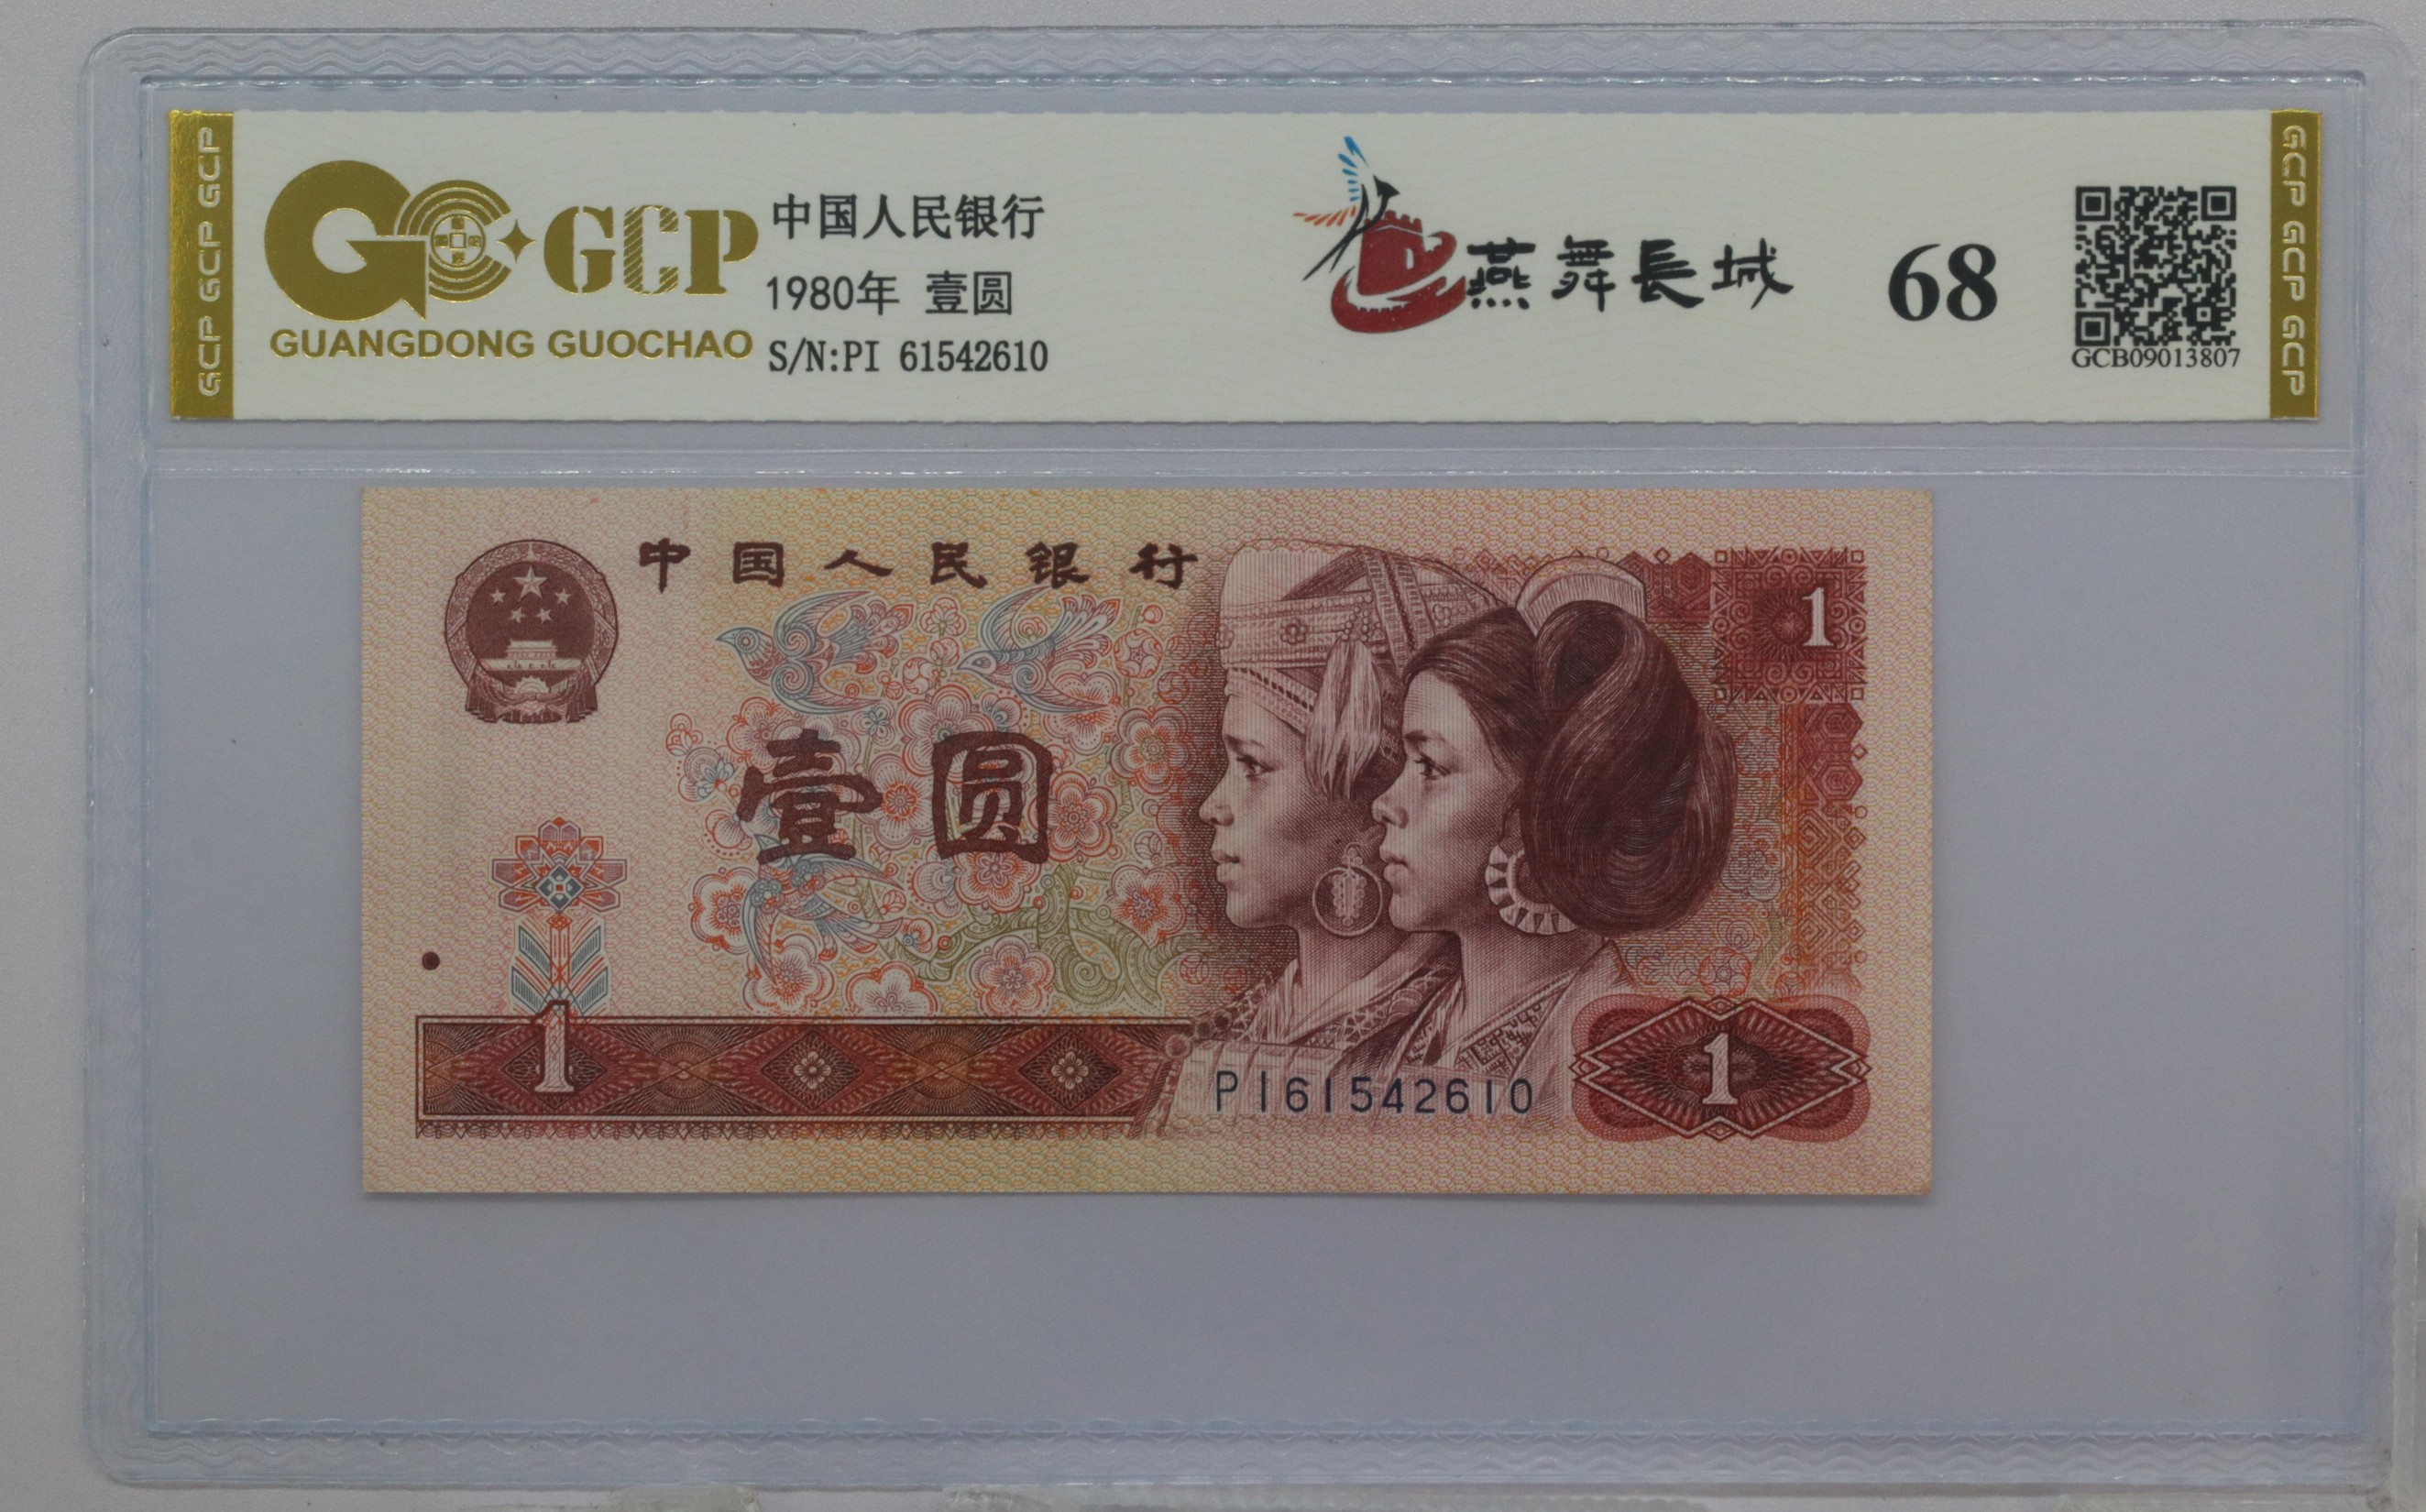 GCP GCP GCP
GCP
GUANGDONG GUOCHAO
中国人民银行
1980年 壹圆
S/N:PI 61542610
燕舞長城
68
GCB09013807
GCP GCP GCP
中国人民银行
1
壹圆
1
PI61542610
1